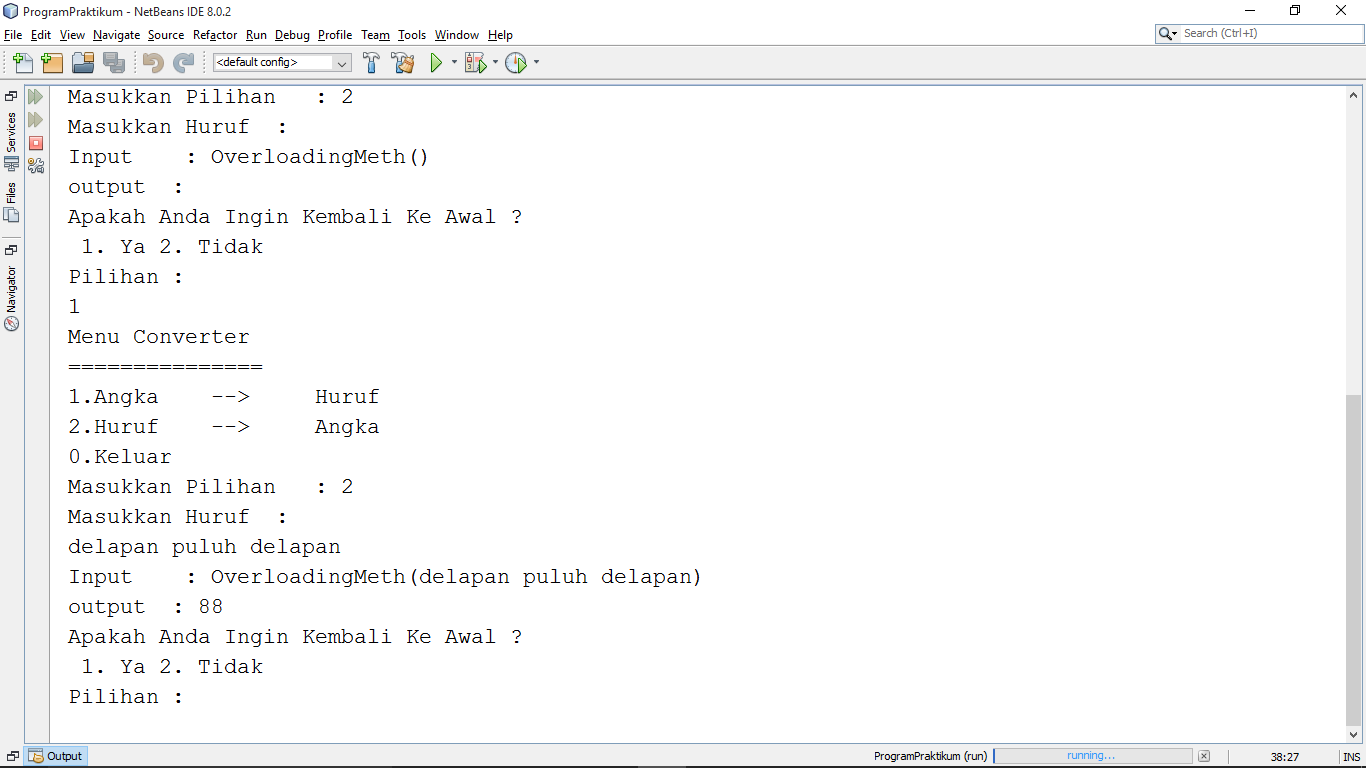 ProgramPraktikum - NetBeans IDE 8.0.2
File Edit View Navigate Source Refactor Run Debug Profile Team Tools Window Help
Search (Ctrl+I)
<default config>
Services
Files
Navigator
Masukkan Pilihan : 2
Masukkan Huruf :
Input : OverloadingMeth()
output :
Apakah Anda Ingin Kembali Ke Awal ?
1. Ya 2. Tidak
Pilihan :
1
Menu Converter
===============
1.Angka --> Huruf
2.Huruf --> Angka
0.Keluar
Masukkan Pilihan : 2
Masukkan Huruf :
delapan puluh delapan
Input : OverloadingMeth(delapan puluh delapan)
output : 88
Apakah Anda Ingin Kembali Ke Awal ?
1. Ya 2. Tidak
Pilihan :
Output
ProgramPraktikum (run) running... 38:27 INS